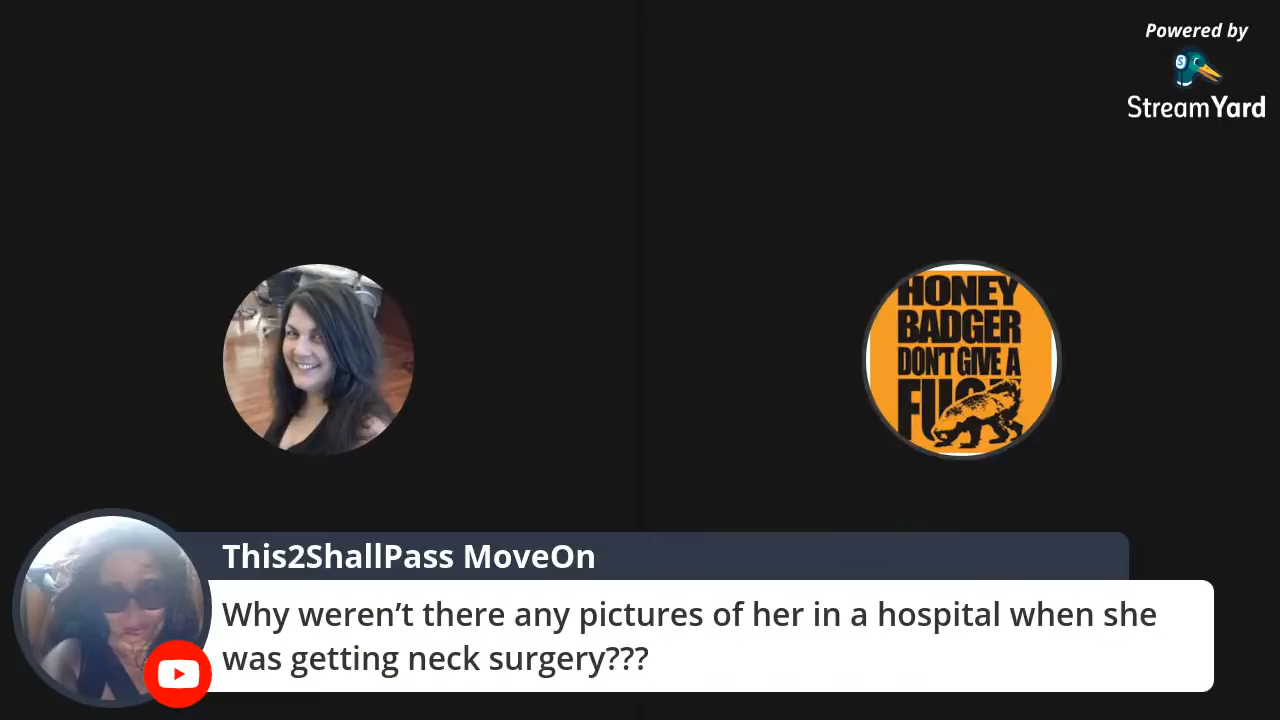 Powered by
StreamYard
HONEY
BADGER
DON'T GIVE A
This2ShallPass MoveOn
Why weren’t there any pictures of her in a hospital when she
was getting neck surgery???